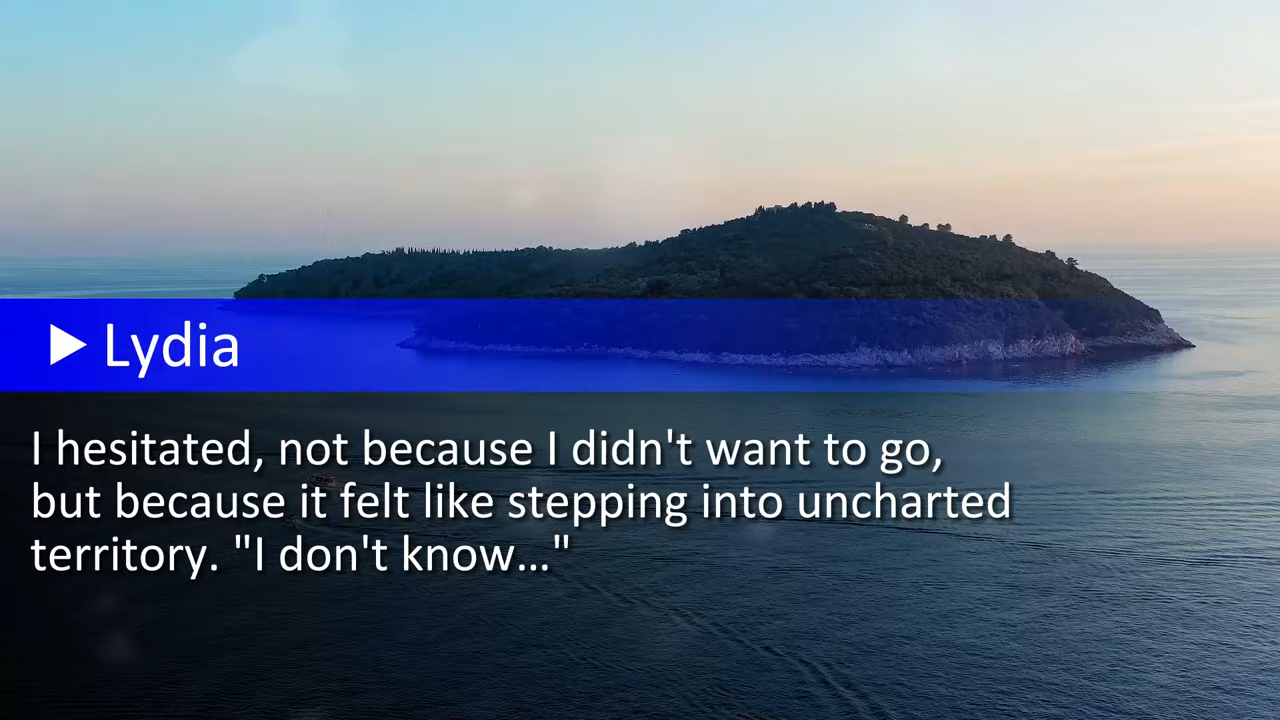 Lydia
I hesitated, not because I didn't want to go,
but because it felt like stepping into uncharted
territory. "I don't know..."